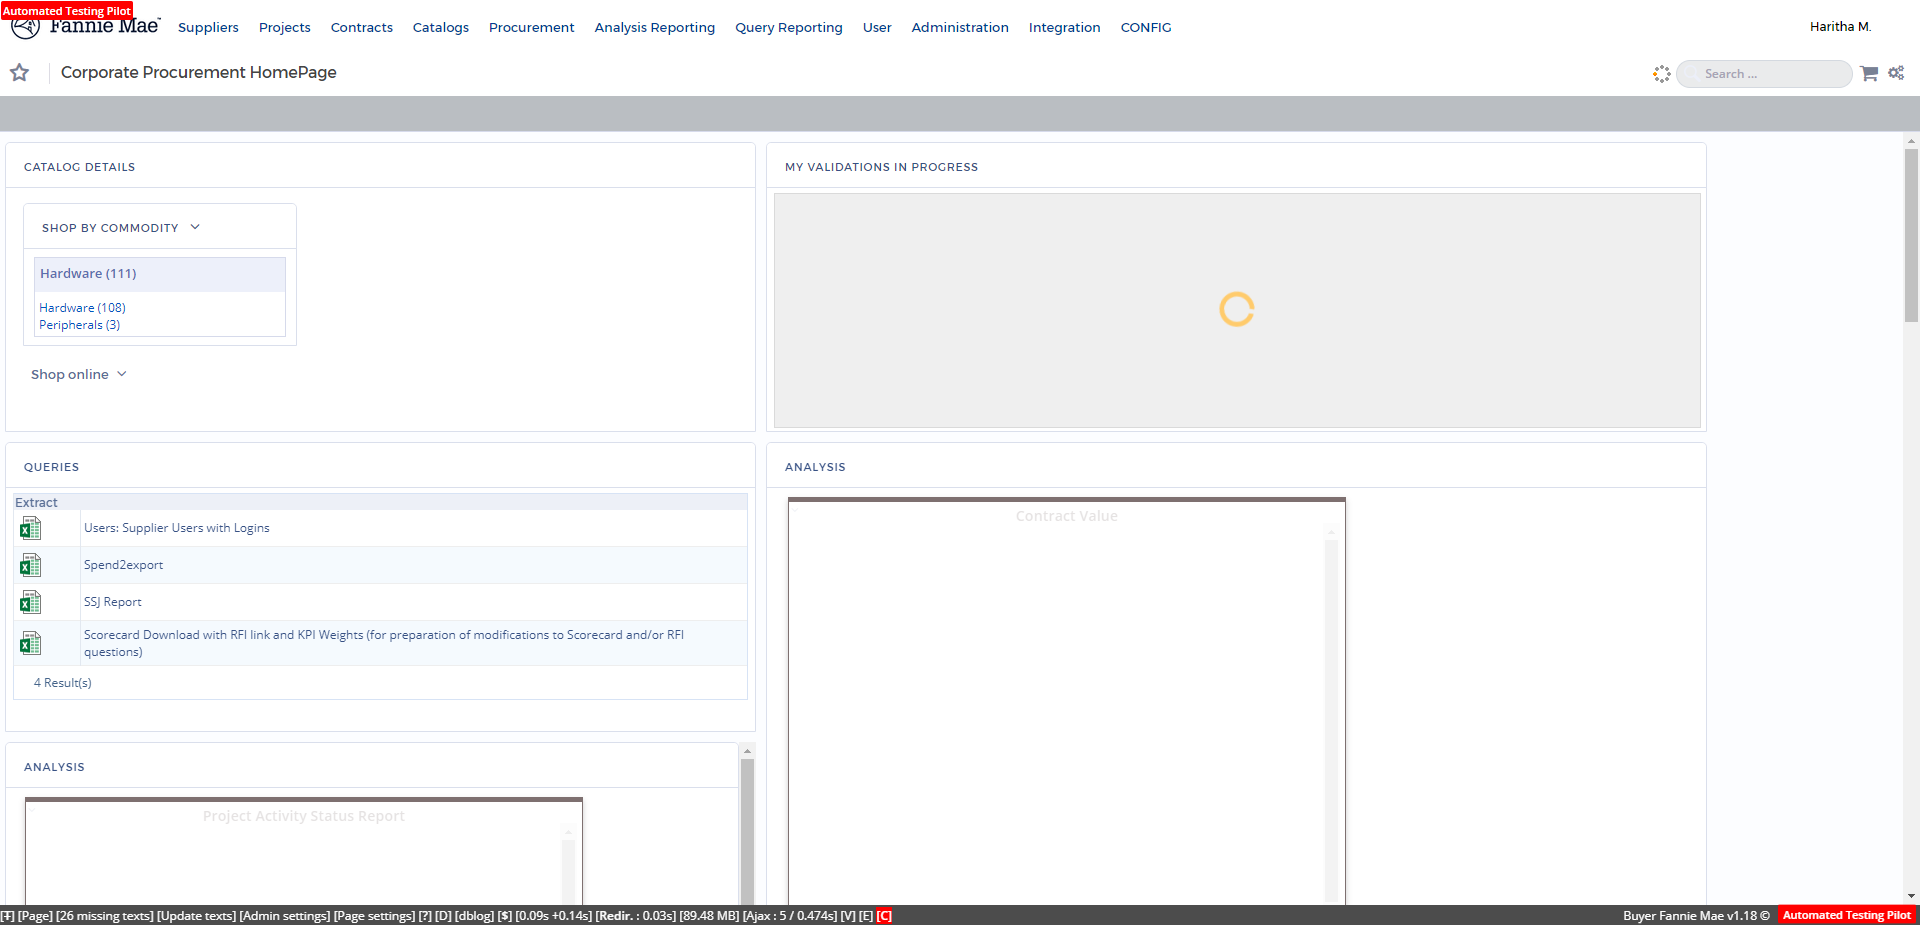 Automated Testing Pilot
Fannie Mae
Suppliers Projects Contracts Catalogs Procurement Analysis Reporting Query Reporting User Administration Integration CONFIG
Haritha M.
Corporate Procurement HomePage
Search ...
CATALOG DETAILS
SHOP BY COMMODITY
Hardware (111)
Hardware (108)
Peripherals (3)
Shop online
MY VALIDATIONS IN PROGRESS
QUERIES
Extract
Users: Supplier Users with Logins
Spend2export
SSJ Report
Scorecard Download with RFI link and KPI Weights (for preparation of modifications to Scorecard and/or RFI
questions)
4 Result(s)
ANALYSIS
Contract Value
ANALYSIS
Project Activity Status Report
[T] [Page] [26 missing texts] [Update texts] [Admin settings] [Page settings] [?] [D] [dblog] [$] [0.09s +0.14s] [Redir. : 0.03s] [89.48 MB] [Ajax : 5 / 0.474s] [V] [E] [C]
Buyer Fannie Mae v1.18 ©
Automated Testing Pilot